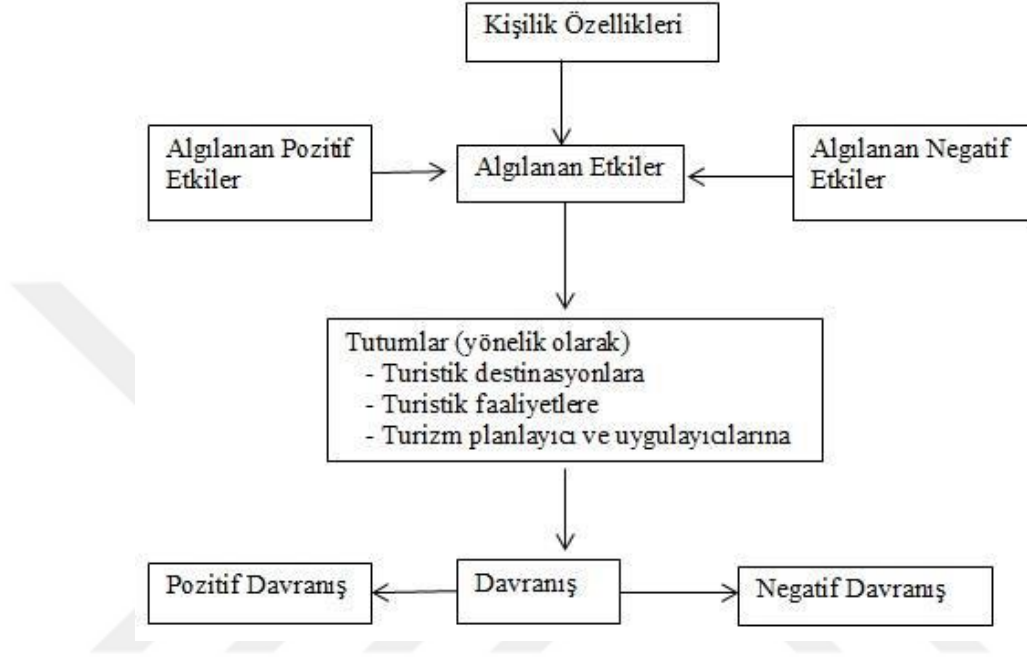 Kişilik Özellikleri
Algılanan Pozitif
Etkiler
Algılanan Etkiler
Algılanan Negatif
Etkiler
Tutumlar (yönelik olarak)
- Turistik destinasyonlara
- Turistik faaliyetlere
- Turizm planlayıcı ve uygulayıcılarına
Pozitif Davranış
Davranış
Negatif Davranış